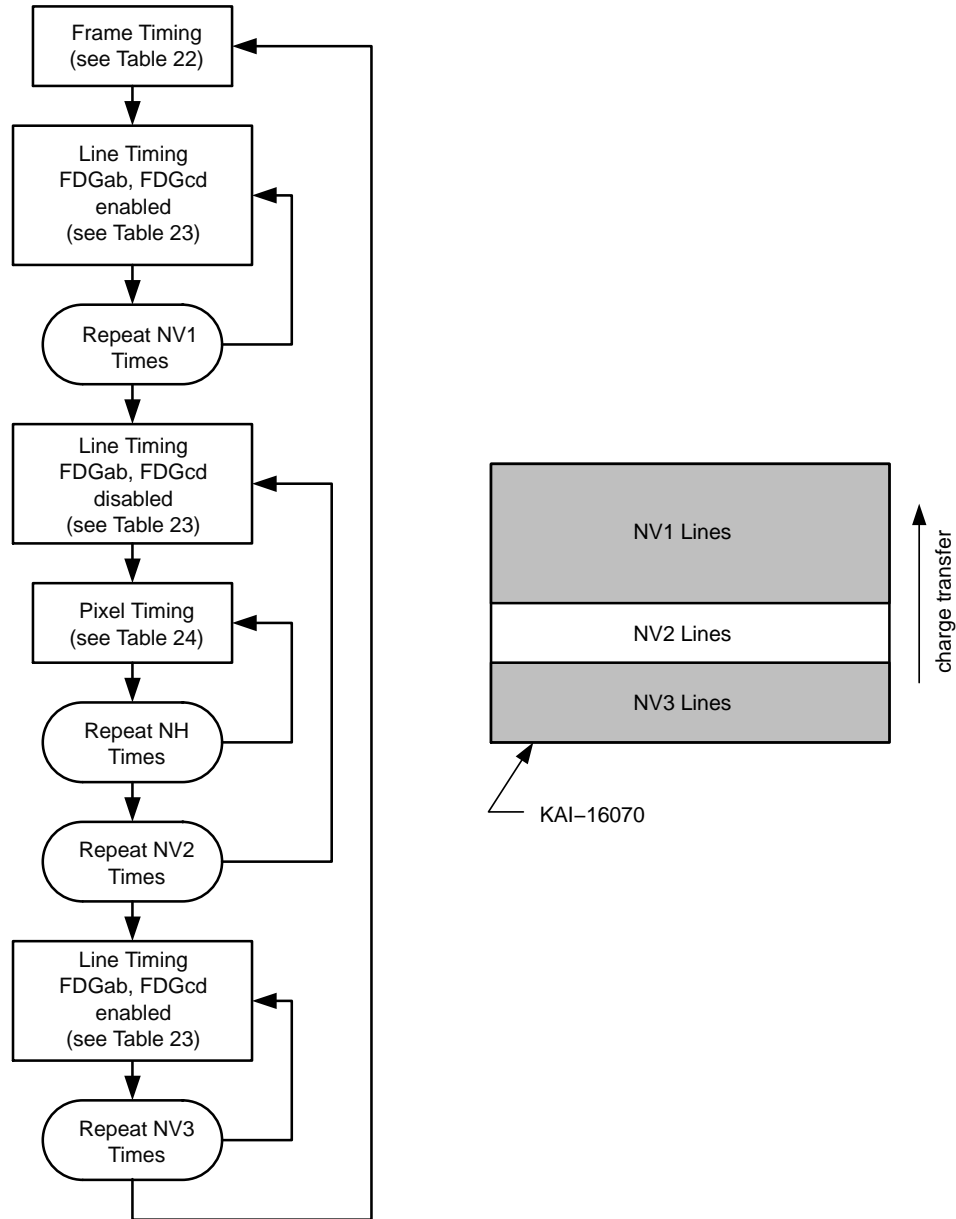 Frame Timing
(see Table 22)
Line Timing
FDGab, FDGcd
enabled
(see Table 23)
Repeat NV1
Times
Line Timing
FDGab, FDGcd
disabled
(see Table 23)
Pixel Timing
(see Table 24)
Repeat NH
Times
Repeat NV2
Times
Line Timing
FDGab, FDGcd
enabled
(see Table 23)
Repeat NV3
Times
NV1 Lines
NV2 Lines
NV3 Lines
charge transfer
KAI−16070